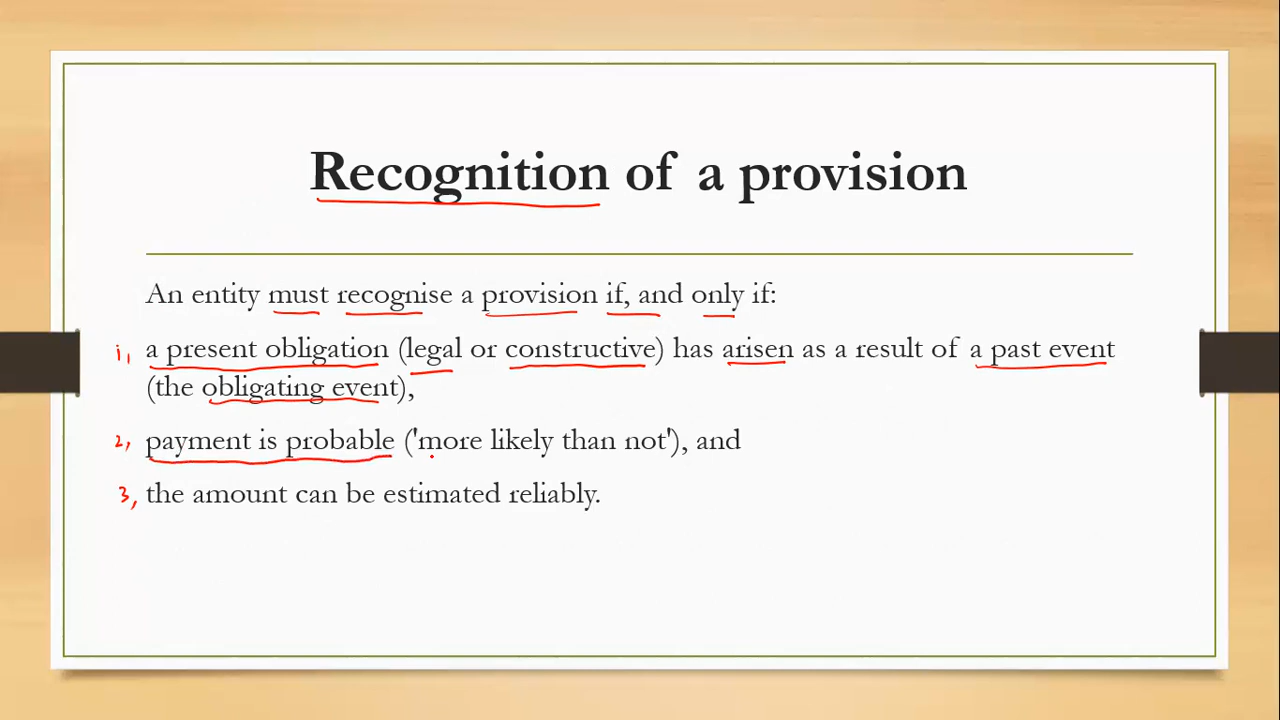 Recognition of a provision
An entity must recognise a provision if, and only if:
1, a present obligation (legal or constructive) has arisen as a result of a past event
(the obligating event),
2, payment is probable ('more likely than not'), and
3, the amount can be estimated reliably.